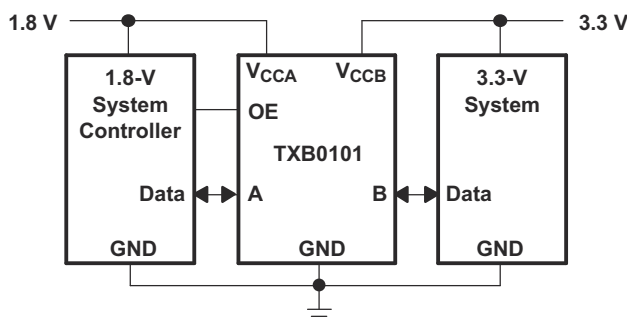 1.8 V
3.3 V
1.8-V
System
Controller
Data
GND
VCCA
VCCB
OE
TXB0101
A
B
GND
3.3-V
System
Data
GND